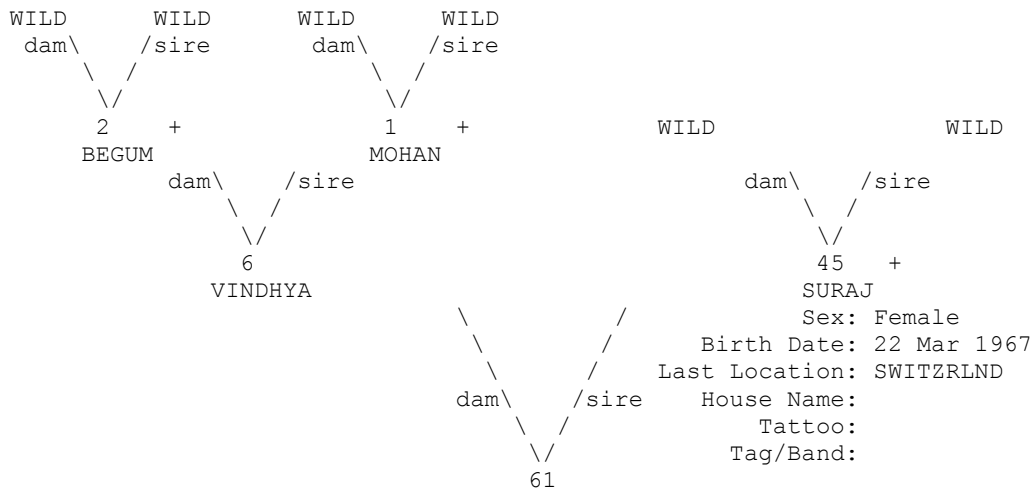 WILD WILD WILD WILD
dam\ /sire dam\ /sire
\ / \ /
\/ \/
2 + 1 + WILD WILD
BEGUM MOHAN
dam\ /sire dam\ /sire
\ / \ /
\/ \/
6 45 +
VINDHYA SURAJ
\ / Sex: Female
\ / Birth Date: 22 Mar 1967
\ / Last Location: SWITZRLND
dam\ /sire House Name:
\ / Tattoo:
\/ Tag/Band:
61